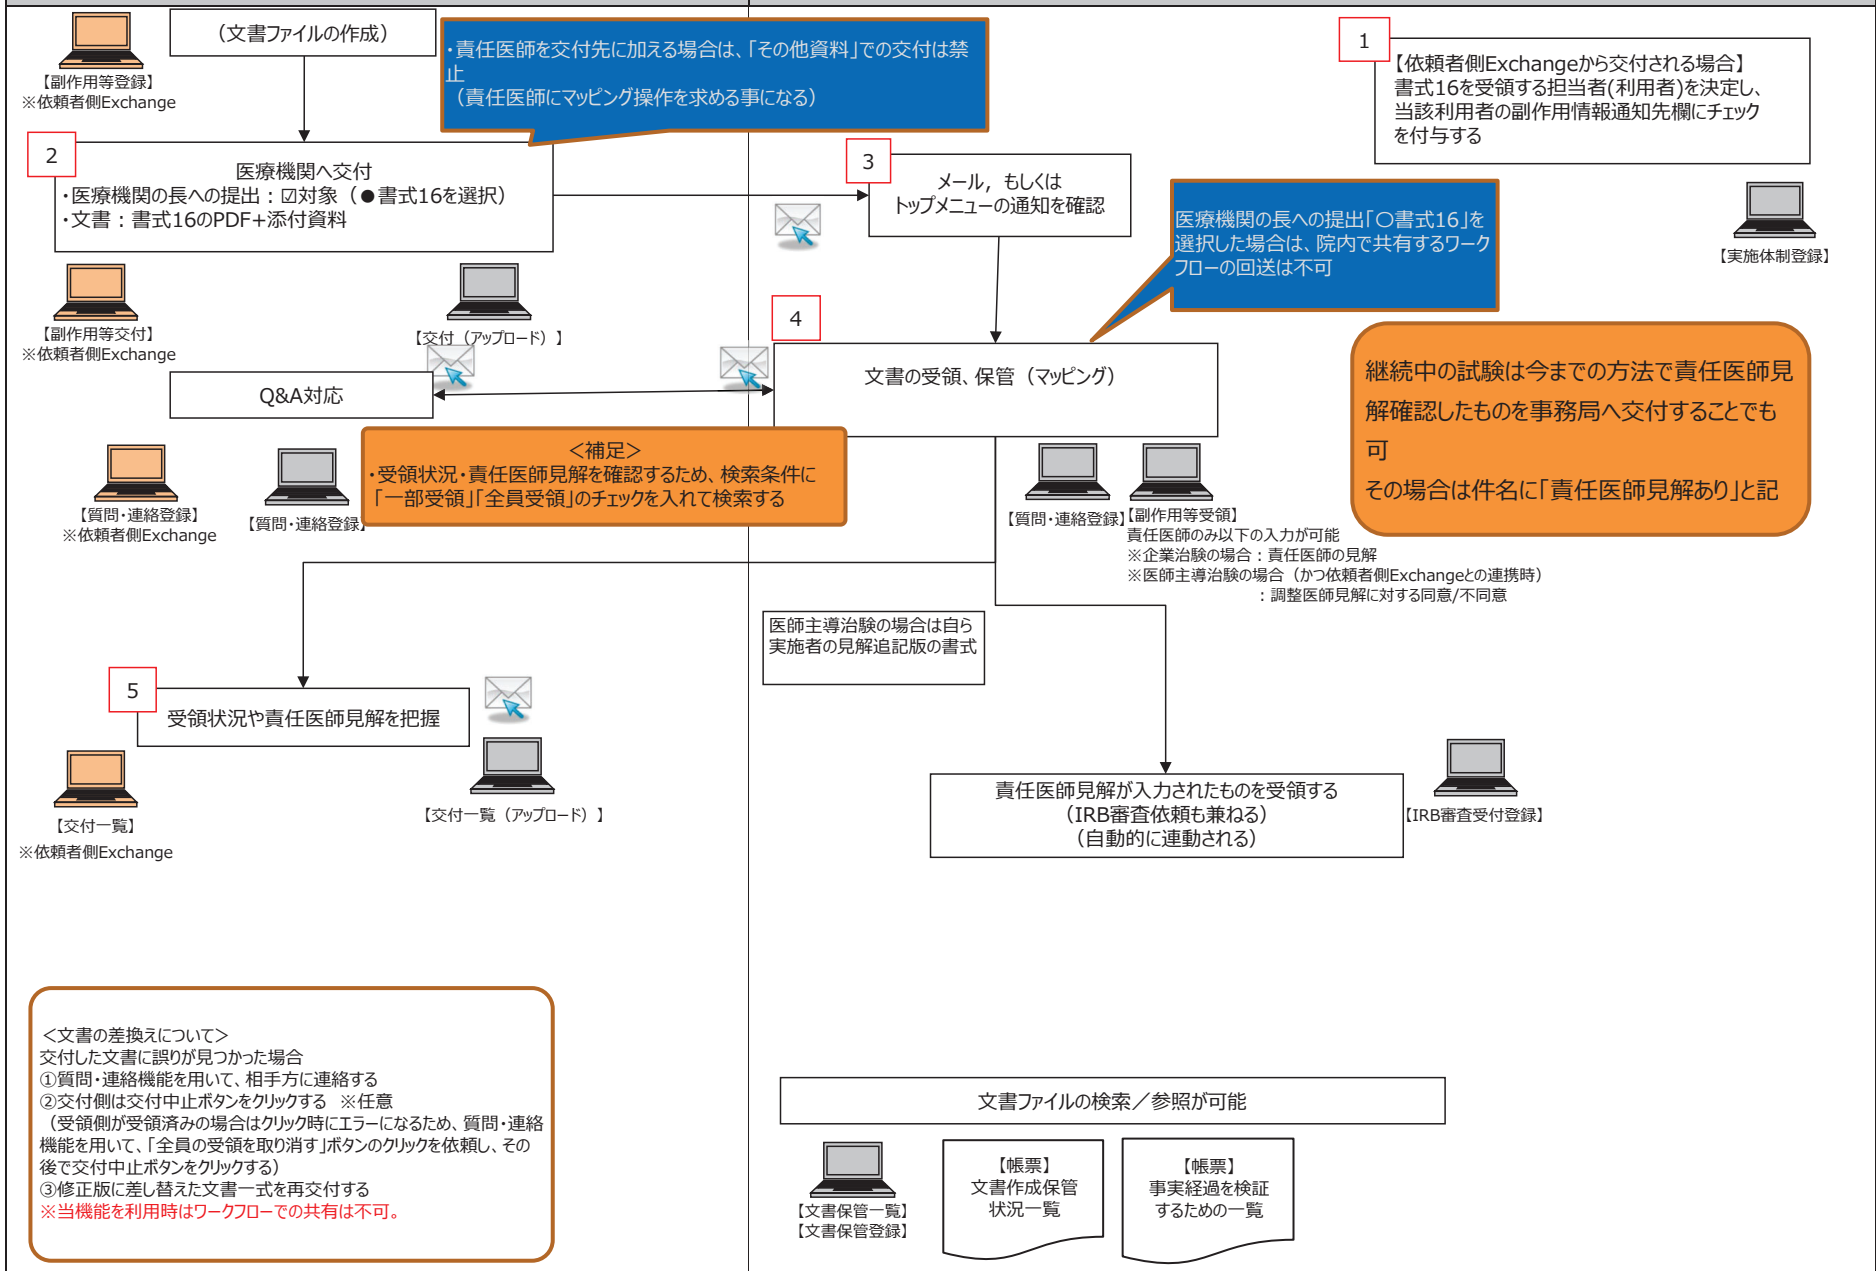 （文書ファイルの作成）
【副作用等登録】
※依頼者側Exchange
・責任医師を交付先に加える場合は、「その他資料」での交付は禁
止
（責任医師にマッピング操作を求める事になる）
1
【依頼者側Exchangeから交付される場合】
書式16を受領する担当者(利用者)を決定し、
当該利用者の副作用情報通知先欄にチェック
を付与する
【実施体制登録】
2
医療機関へ交付
・医療機関の長への提出：☑対象（●書式16を選択）
・文書：書式16のPDF+添付資料
【副作用等交付】
※依頼者側Exchange
【交付（アップロード）】
3
メール，もしくは
トップメニューの通知を確認
医療機関の長への提出「〇書式16」を
選択した場合は、院内で共有するワーク
フローの回送は不可
4
文書の受領、保管（マッピング）
Q&A対応
【質問・連絡登録】
※依頼者側Exchange
【質問・連絡登録】
＜補足＞
・受領状況・責任医師見解を確認するため、検索条件に
「一部受領」「全員受領」のチェックを入れて検索する
継続中の試験は今までの方法で責任医師見
解確認したものを事務局へ交付することでも
可
その場合は件名に「責任医師見解あり」と記
【質問・連絡登録】
【副作用等受領】
責任医師のみ以下の入力が可能
※企業治験の場合：責任医師の見解
※医師主導治験の場合（かつ依頼者側Exchangeとの連携時）
：調整医師見解に対する同意/不同意
医師主導治験の場合は自ら
実施者の見解追記版の書式
5
受領状況や責任医師見解を把握
【交付一覧】
※依頼者側Exchange
【交付一覧（アップロード）】
責任医師見解が入力されたものを受領する
（IRB審査依頼も兼ねる）
（自動的に連動される）
【IRB審査受付登録】
＜文書の差換えについて＞
交付した文書に誤りが見つかった場合
①質問・連絡機能を用いて、相手方に連絡する
②交付側は交付中止ボタンをクリックする　※任意
（受領側が受領済みの場合はクリック時にエラーになるため、質問・連絡
機能を用いて、「全員の受領を取り消す」ボタンのクリックを依頼し、その
後で交付中止ボタンをクリックする）
③修正版に差し替えた文書一式を再交付する
※当機能を利用時はワークフローでの共有は不可。
文書ファイルの検索／参照が可能
【文書保管一覧】
【文書保管登録】
【帳票】
文書作成保管
状況一覧
【帳票】
事実経過を検証
するための一覧